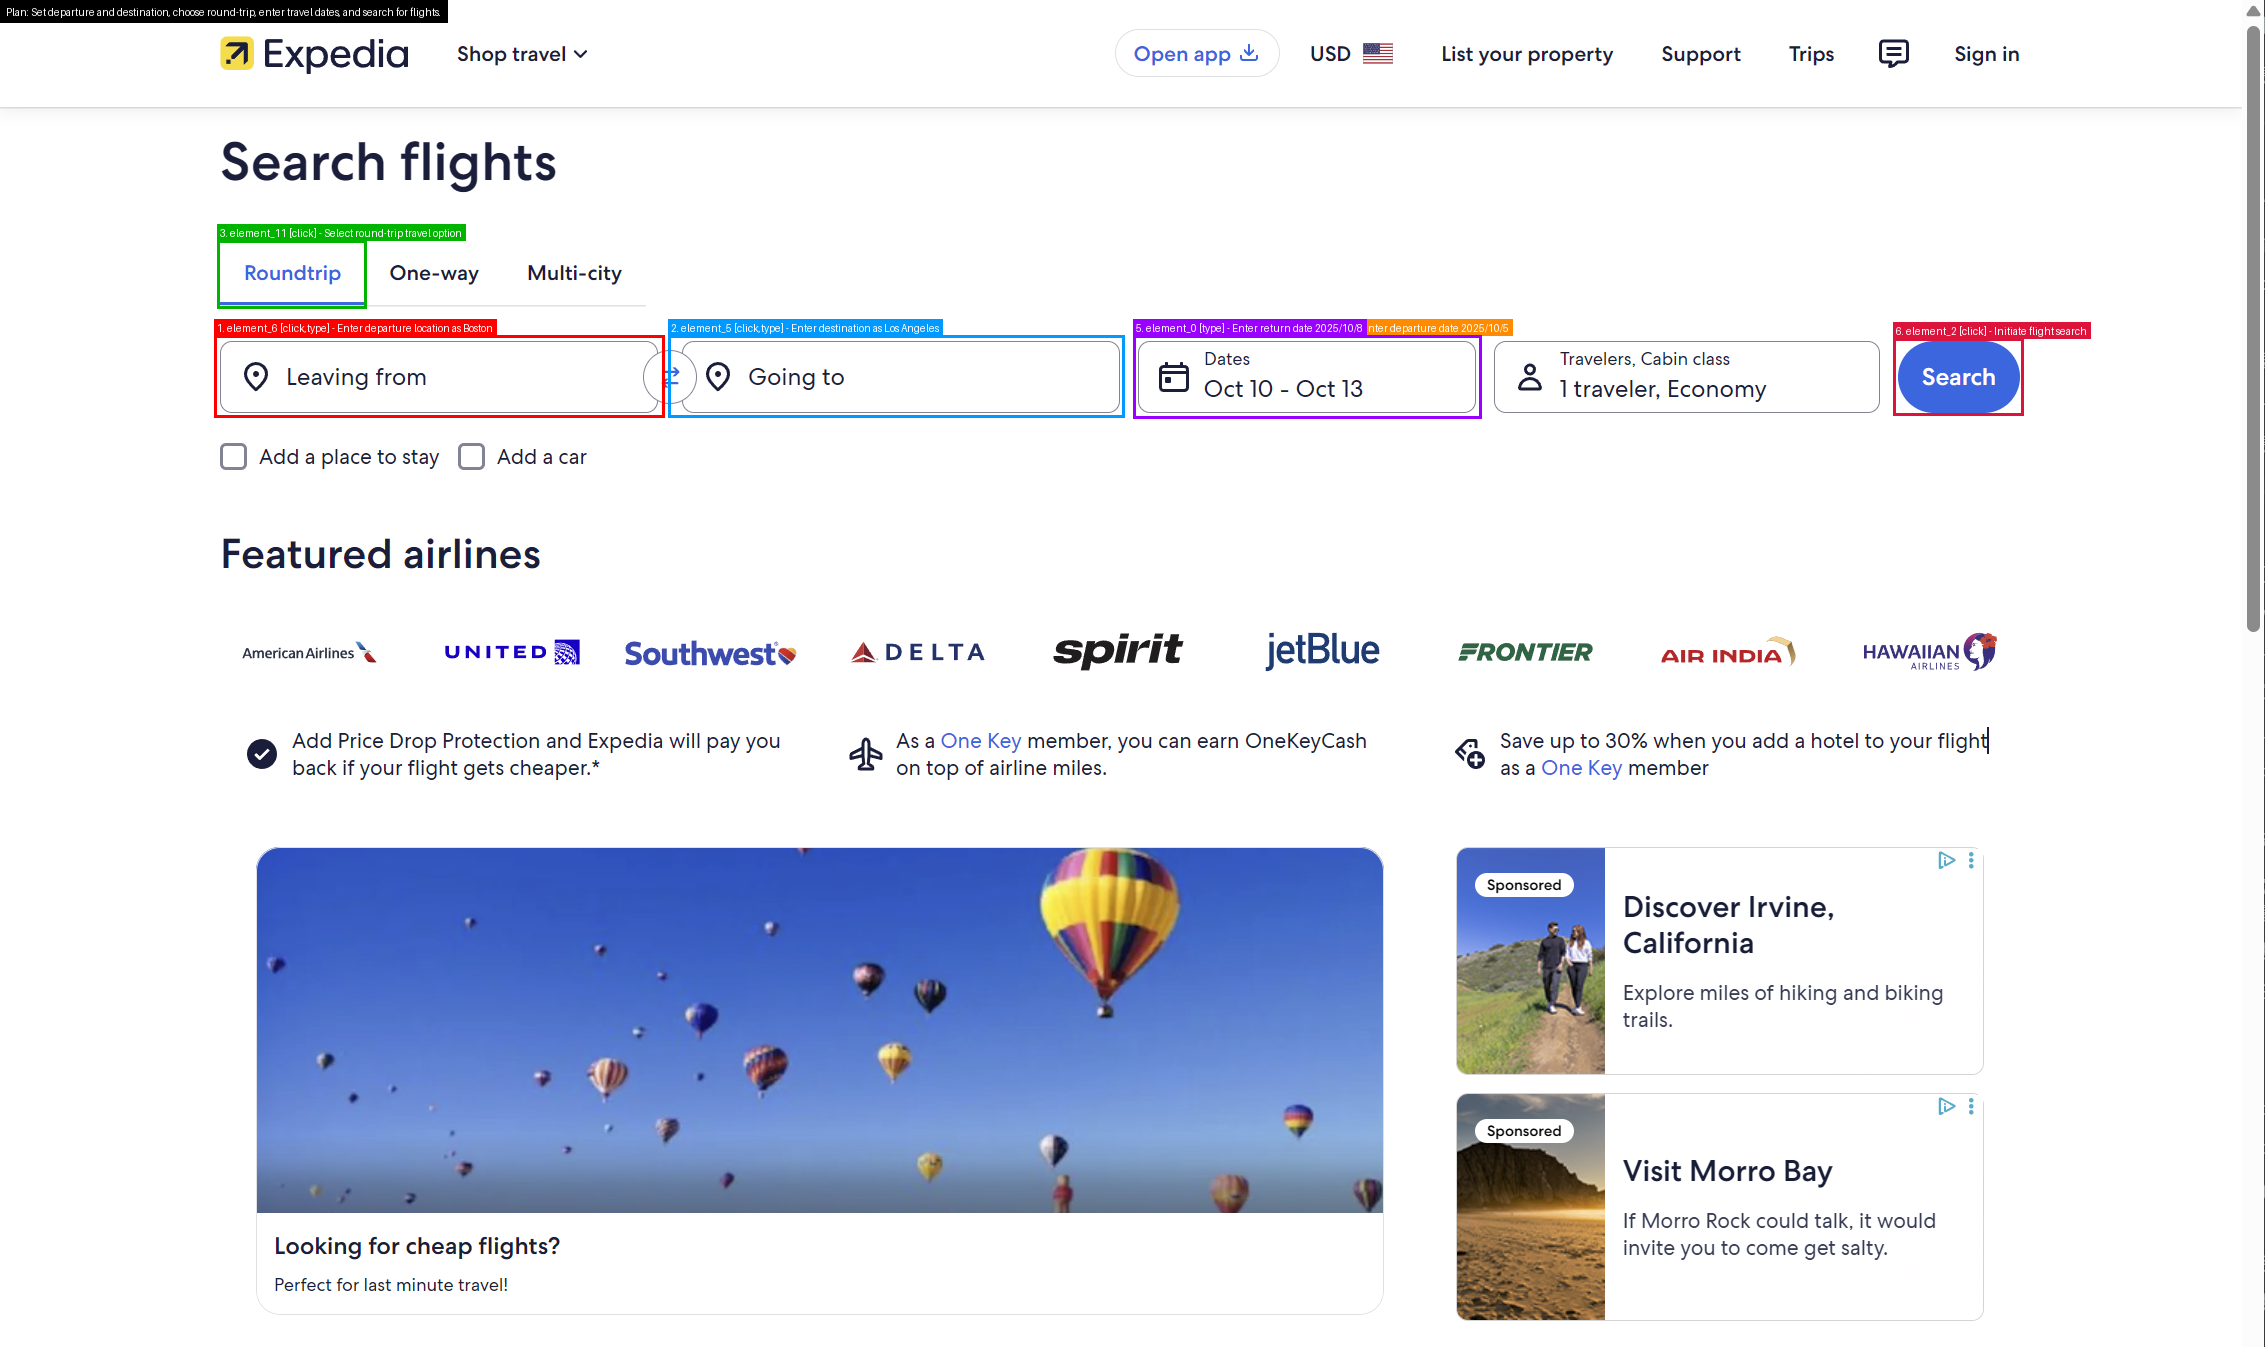 Plan: Set departure and destination, choose round-trip, enter travel dates, and search for flights.
Expedia
Shop travel
Open app
USD
List your property
Support
Trips
Sign in
Search flights
3. element_11 [click] - Select round-trip travel option
Roundtrip
One-way
Multi-city
1. element_6 [click,type] - Enter departure location as Boston
2. element_5 [click,type] - Enter destination as Los Angeles
5. element_0 [type] - Enter return date 2025/10/8
nter departure date 2025/10/5
6. element_2 [click] - Initiate flight search
Leaving from
Going to
Dates
Oct 10 - Oct 13
Travelers, Cabin class
1 traveler, Economy
Search
Add a place to stay
Add a car
Featured airlines
American Airlines
UNITED
Southwest
DELTA
spirit
jetBlue
FRONTIER
AIR INDIA
HAWAIIAN
AIRLINES
Add Price Drop Protection and Expedia will pay you
back if your flight gets cheaper.*
As a One Key member, you can earn OneKeyCash
on top of airline miles.
Save up to 30% when you add a hotel to your flight
as a One Key member
Looking for cheap flights?
Perfect for last minute travel!
Sponsored
Discover Irvine,
California
Explore miles of hiking and biking
trails.
Sponsored
Visit Morro Bay
If Morro Rock could talk, it would
invite you to come get salty.